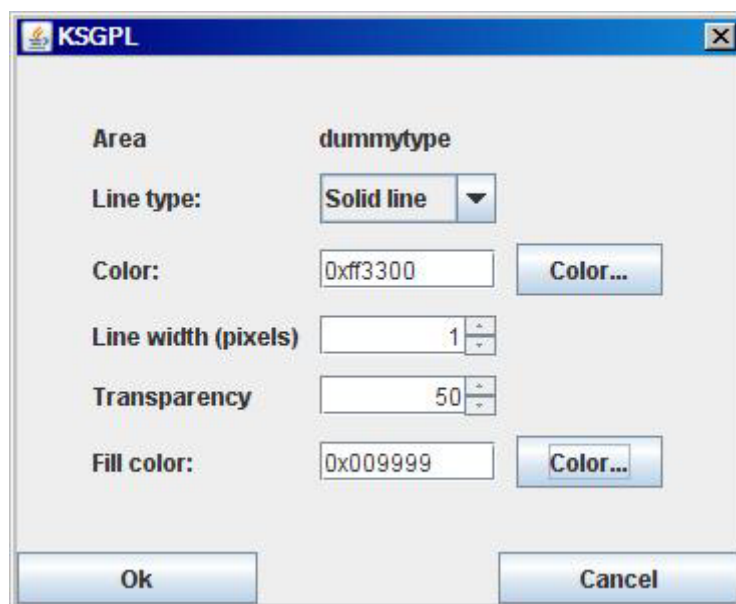 KSGPL
Area dummytype
Line type: Solid line
Color: 0xff3300 Color...
Line width (pixels) 1
Transparency 50
Fill color: 0x009999 Color...
Ok Cancel